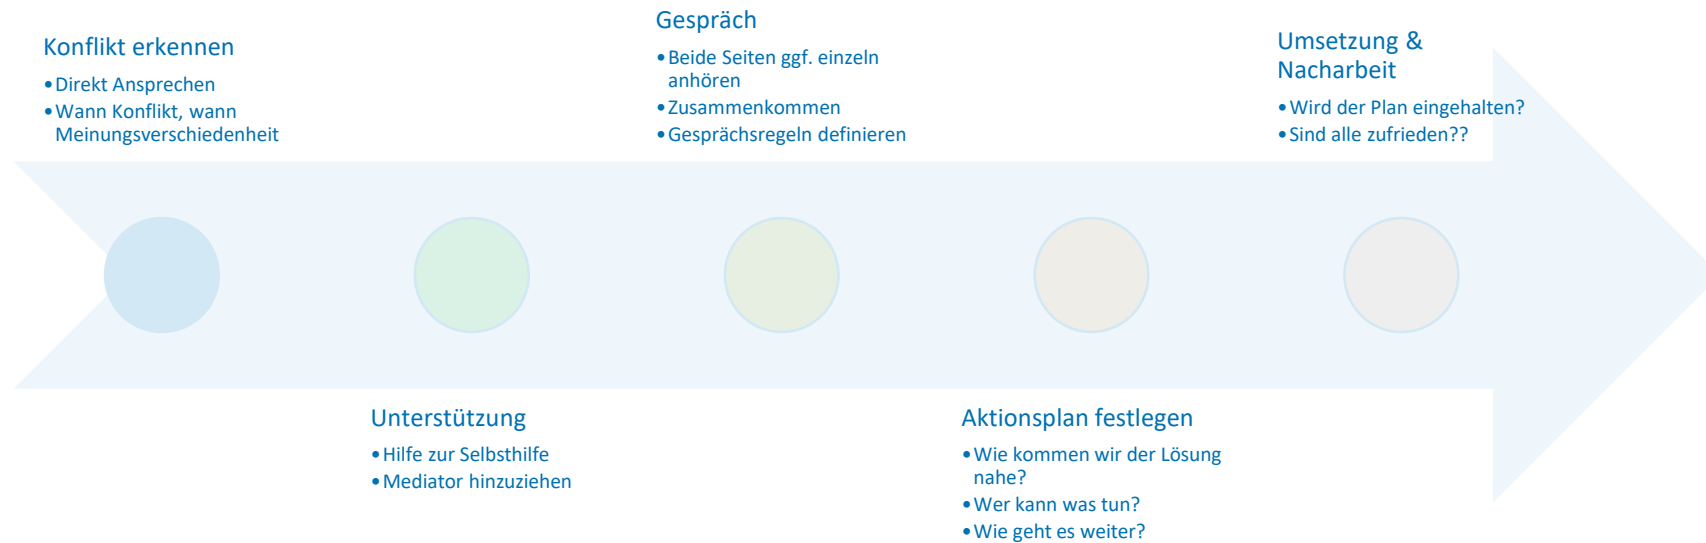 Konflikt erkennen
•Direkt Ansprechen
•Wann Konflikt, wann
Meinungsverschiedenheit
Unterstützung
•Hilfe zur Selbsthilfe
•Mediator hinzuziehen
Gespräch
•Beide Seiten ggf. einzeln
anhören
•Zusammenkommen
•Gesprächsregeln definieren
Aktionsplan festlegen
•Wie kommen wir der Lösung
nahe?
•Wer kann was tun?
•Wie geht es weiter?
Umsetzung &
Nacharbeit
•Wird der Plan eingehalten?
•Sind alle zufrieden??